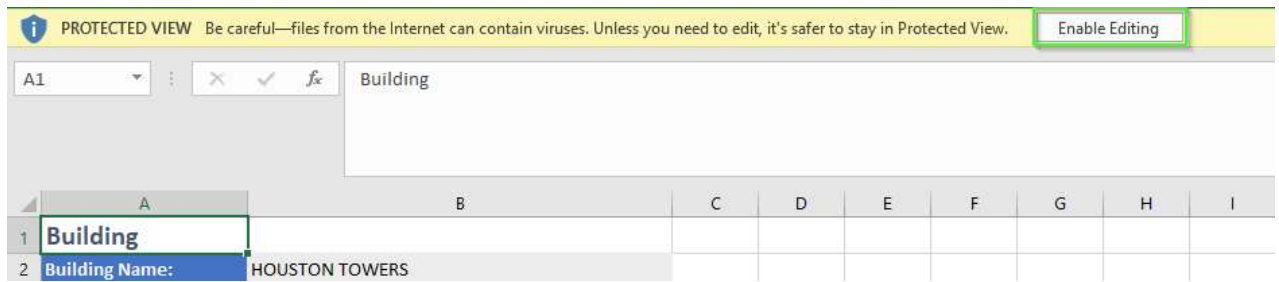 PROTECTED VIEW Be careful—files from the Internet can contain viruses. Unless you need to edit, it's safer to stay in Protected View. Enable Editing
A1 fx Building
A B C D E F G H I
1 Building
2 Building Name: HOUSTON TOWERS